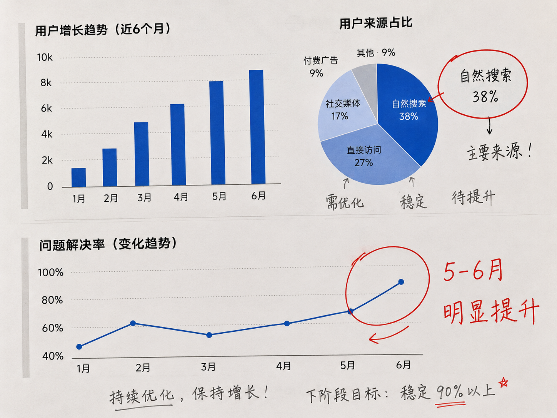 用户增长趋势（近6个月）
10k
8k
6k
4k
2k
0
1月 2月 3月 4月 5月 6月
用户来源占比
其他 9%
付费广告
9%
社交媒体
17%
自然搜索
38%
直接访问
27%
自然搜索
38%
主要来源！
需优化 稳定 待提升
问题解决率（变化趋势）
100%
80%
60%
40%
1月 2月 3月 4月 5月 6月
5-6月
明显提升
持续优化，保持增长！ 下阶段目标：稳定90%以上